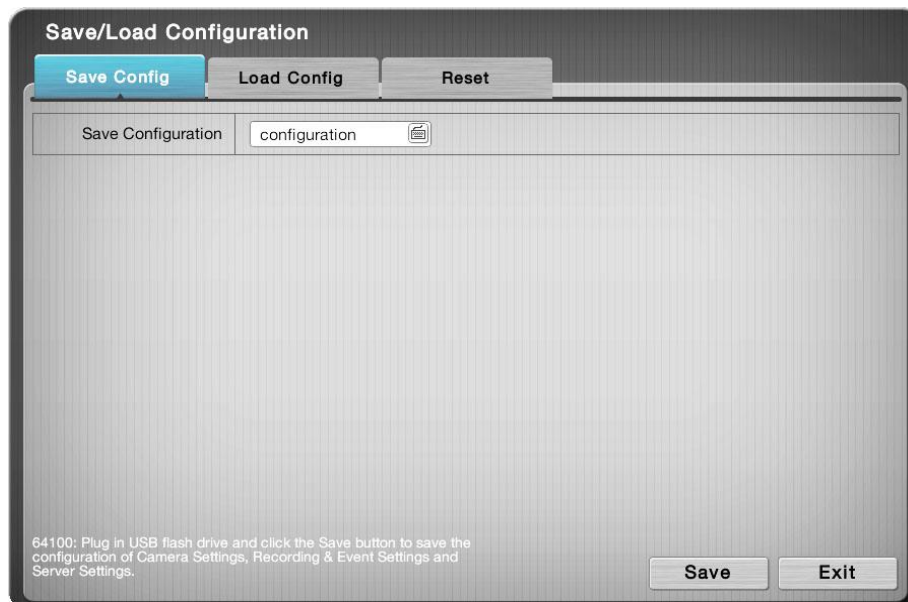 Save/Load Configuration
Save Config Load Config Reset
Save Configuration configuration
64100: Plug in USB flash drive and click the Save button to save the
configuration of Camera Settings, Recording & Event Settings and
Server Settings.
Save Exit